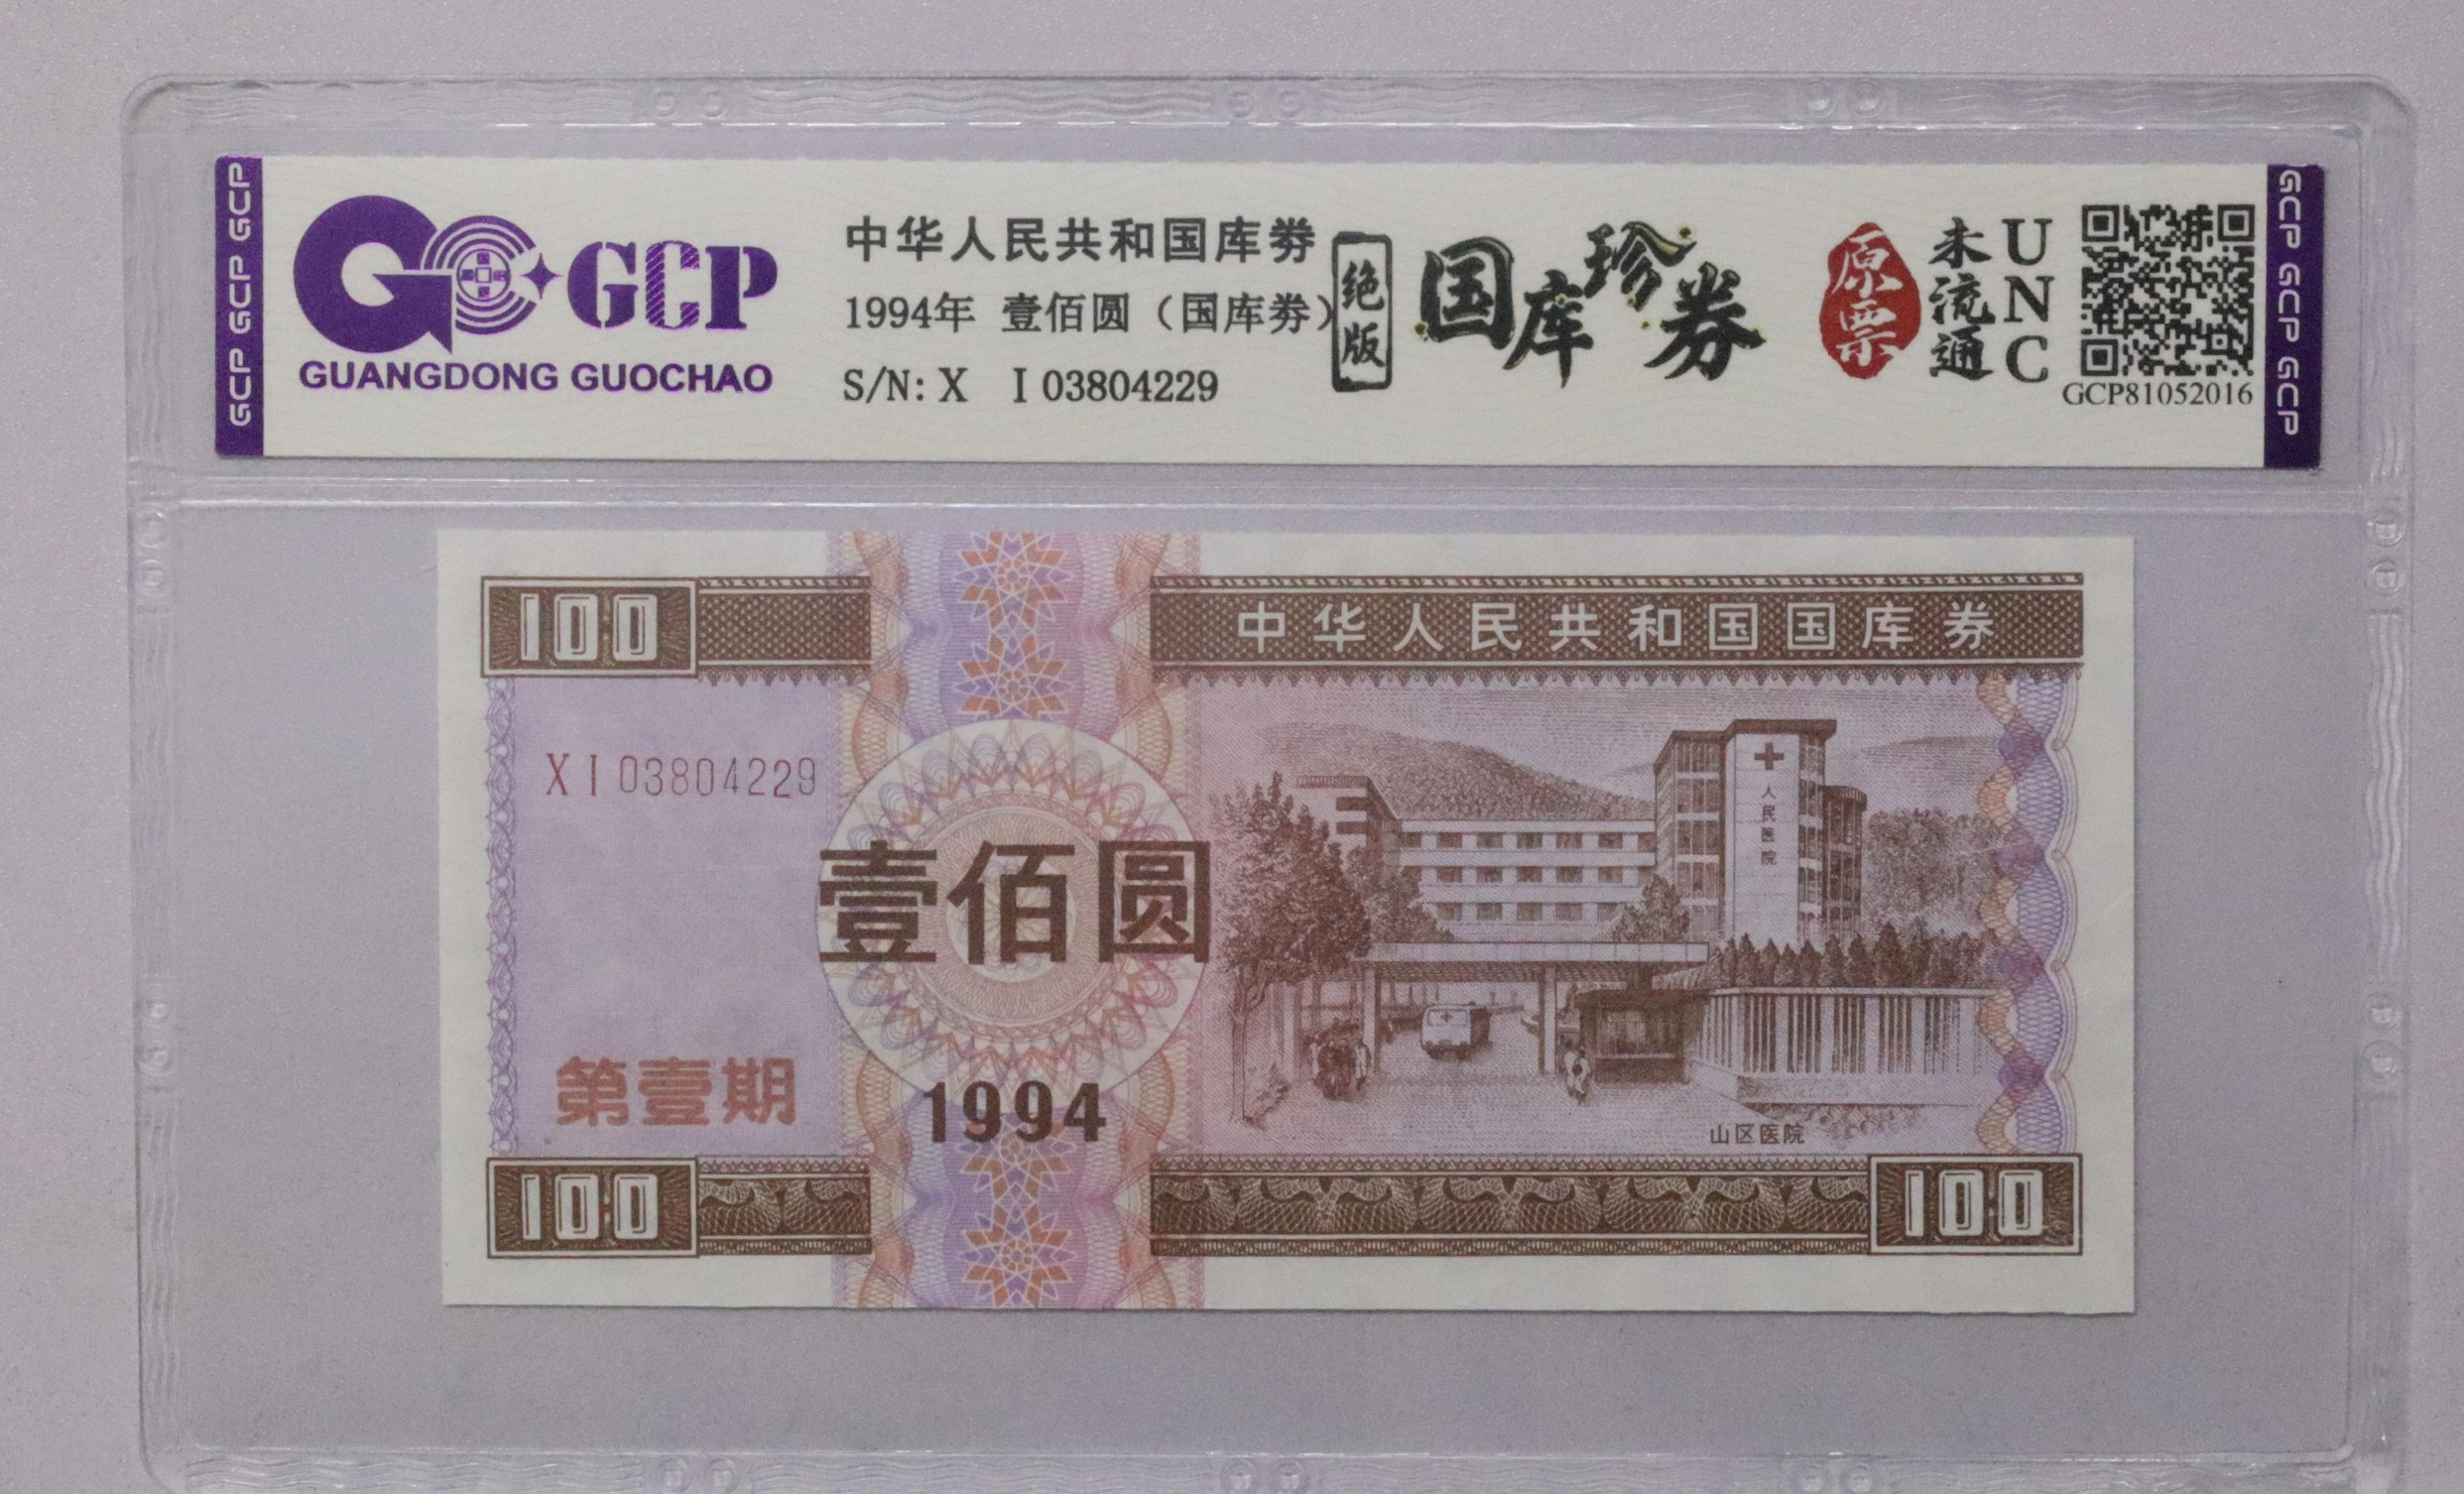 GCP GCP GCP
GCP
GUANGDONG GUOCHAO
中华人民共和国库券
1994年 壹佰圆（国库券）
S/N: X I 03804229
绝版
国库珍券
原票
未流通
UNC
GCP81052016
GCP GCP GCP
100
中华人民共和国国库券
XI03804229
人民医院
壹佰圆
第壹期
1994
山区医院
100
100